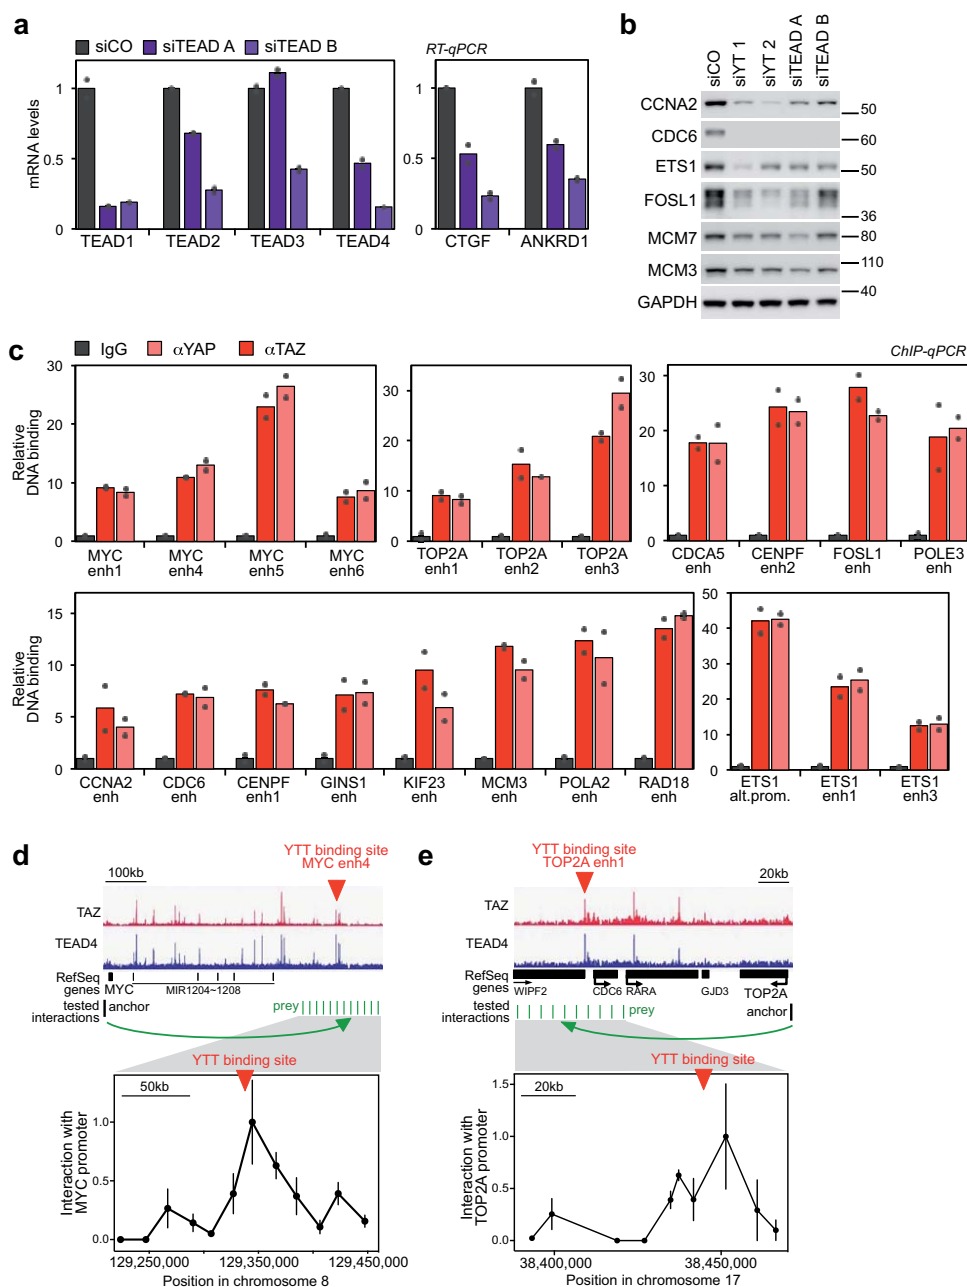 a
siCO siTEAD A siTEAD B
RT-qPCR
mRNA levels
1
0.5
0
TEAD1 TEAD2 TEAD3 TEAD4
1
0.5
0
CTGF ANKRD1
b
siCO siYT 1 siYT 2 siTEAD A siTEAD B
CCNA2 50
CDC6 60
ETS1 50
FOSL1 36
MCM7 80
MCM3 110
GAPDH 40
c
IgG αYAP αTAZ
ChIP-qPCR
Relative
DNA binding
30
20
10
0
MYC enh1 MYC enh4 MYC enh5 MYC enh6
30
20
10
0
TOP2A enh1 TOP2A enh2 TOP2A enh3
30
20
10
0
CDCA5 enh CENPF enh2 FOSL1 enh POLE3 enh
Relative
DNA binding
15
10
5
0
CCNA2 enh CDC6 enh CENPF enh1 GINS1 enh KIF23 enh MCM3 enh POLA2 enh RAD18 enh
50
40
30
20
10
0
ETS1 alt.prom. ETS1 enh1 ETS1 enh3
d
YTT binding site
MYC enh4
100kb
TAZ
TEAD4
RefSeq
genes
MYC MIR1204~1208
tested
interactions
anchor prey
YTT binding site
50kb
Interaction with
MYC promoter
1.0
0.5
0.0
129,250,000 129,350,000 129,450,000
Position in chromosome 8
e
YTT binding site
TOP2A enh1
20kb
TAZ
TEAD4
RefSeq
genes
WIPF2 CDC6 RARA GJD3 TOP2A
tested
interactions
prey anchor
YTT binding site
20kb
Interaction with
TOP2A promoter
1.5
1.0
0.5
0.0
38,400,000 38,450,000
Position in chromosome 17